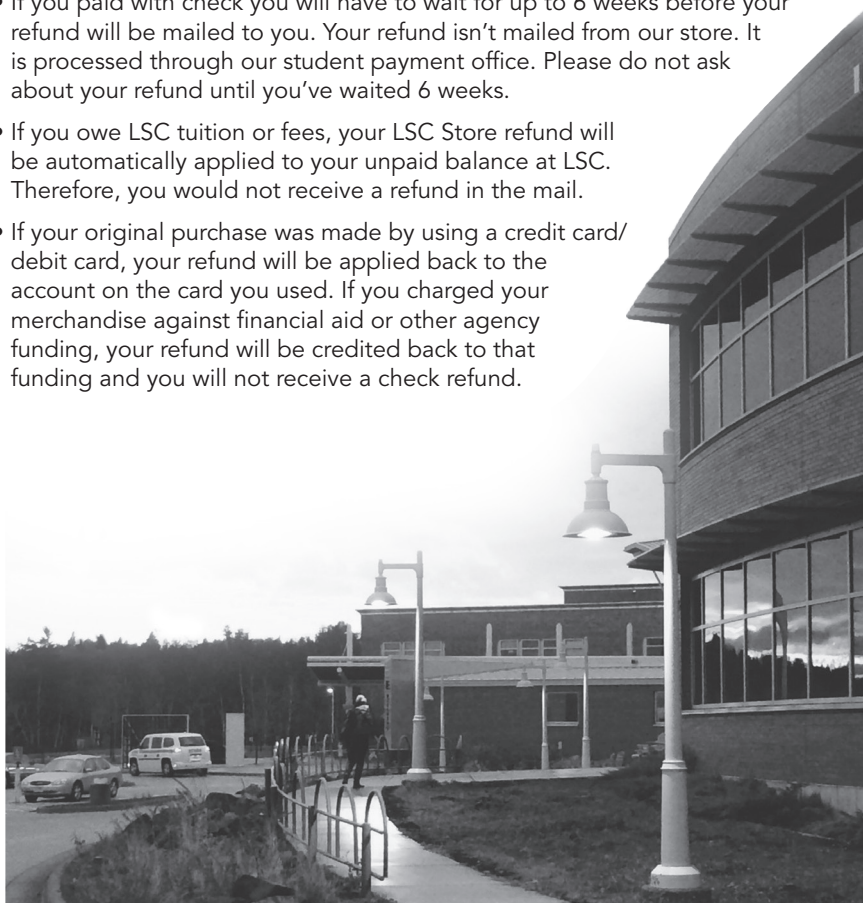 • If you paid with check you will have to wait for up to 6 weeks before your
refund will be mailed to you. Your refund isn't mailed from our store. It
is processed through our student payment office. Please do not ask
about your refund until you've waited 6 weeks.
• If you owe LSC tuition or fees, your LSC Store refund will
be automatically applied to your unpaid balance at LSC.
Therefore, you would not receive a refund in the mail.
• If your original purchase was made by using a credit card/
debit card, your refund will be applied back to the
account on the card you used. If you charged your
merchandise against financial aid or other agency
funding, your refund will be credited back to that
funding and you will not receive a check refund.